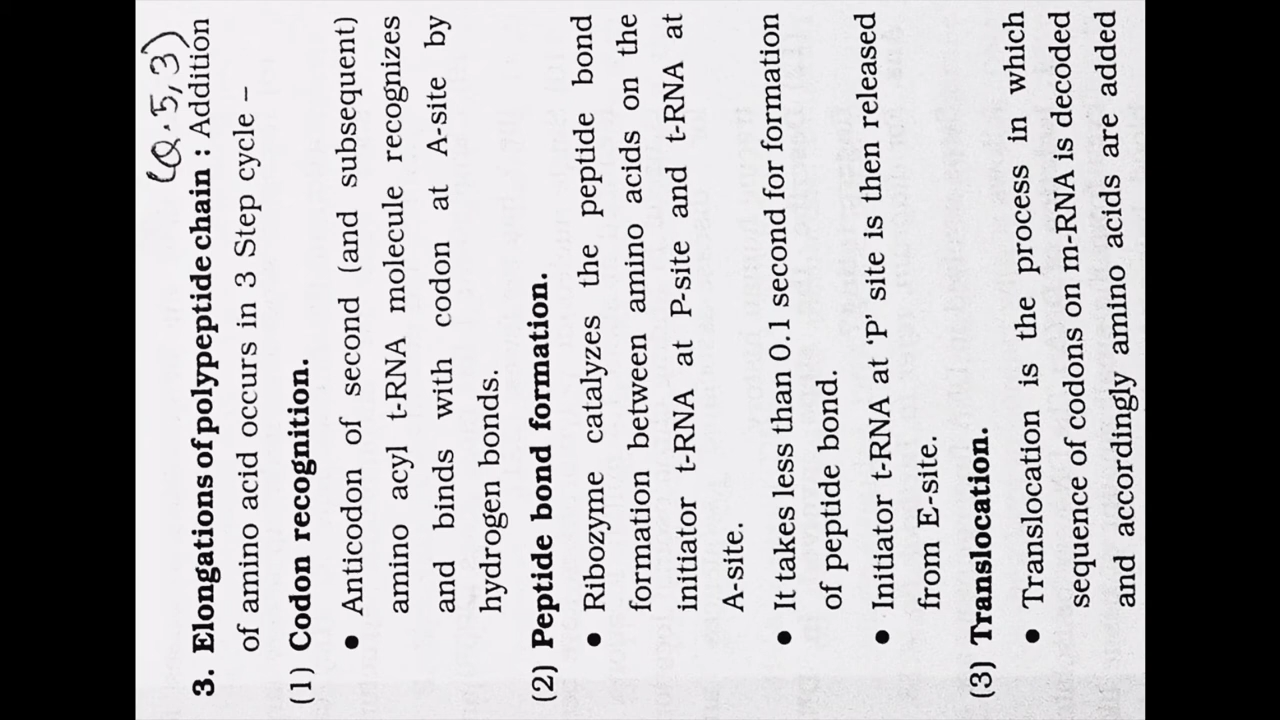 (Q.5,3)
3. Elongations of polypeptide chain : Addition
of amino acid occurs in 3 Step cycle –
(1) Codon recognition.
• Anticodon of second (and subsequent)
amino acyl t-RNA molecule recognizes
and binds with codon at A-site by
hydrogen bonds.
(2) Peptide bond formation.
• Ribozyme catalyzes the peptide bond
formation between amino acids on the
initiator t-RNA at P-site and t-RNA at
A-site.
• It takes less than 0.1 second for formation
of peptide bond.
• Initiator t-RNA at ‘P’ site is then released
from E-site.
(3) Translocation.
• Translocation is the process in which
sequence of codons on m-RNA is decoded
and accordingly amino acids are added